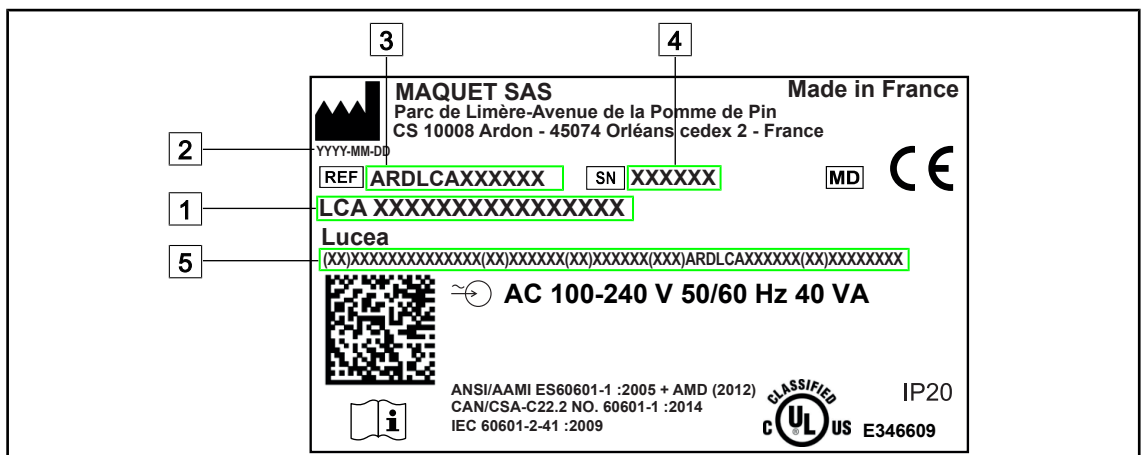 3 4
MAQUET SAS Made in France
Parc de Limère-Avenue de la Pomme de Pin
CS 10008 Ardon - 45074 Orléans cedex 2 - France
2 YYYY-MM-DD
REF ARDLCAXXXXXX SN XXXXXX MD CE
1 LCA XXXXXXXXXXXXXXXX
Lucea
5 (XX)XXXXXXXXXXXXXX(XX)XXXXXX(XX)XXXXXX(XXX)ARDLCAXXXXXX(XX)XXXXXXXX
AC 100-240 V 50/60 Hz 40 VA
ANSI/AAMI ES60601-1 :2005 + AMD (2012)
CAN/CSA-C22.2 NO. 60601-1 :2014
IEC 60601-2-41 :2009
i
CLASSIFIED
C UL ® US E346609
IP20